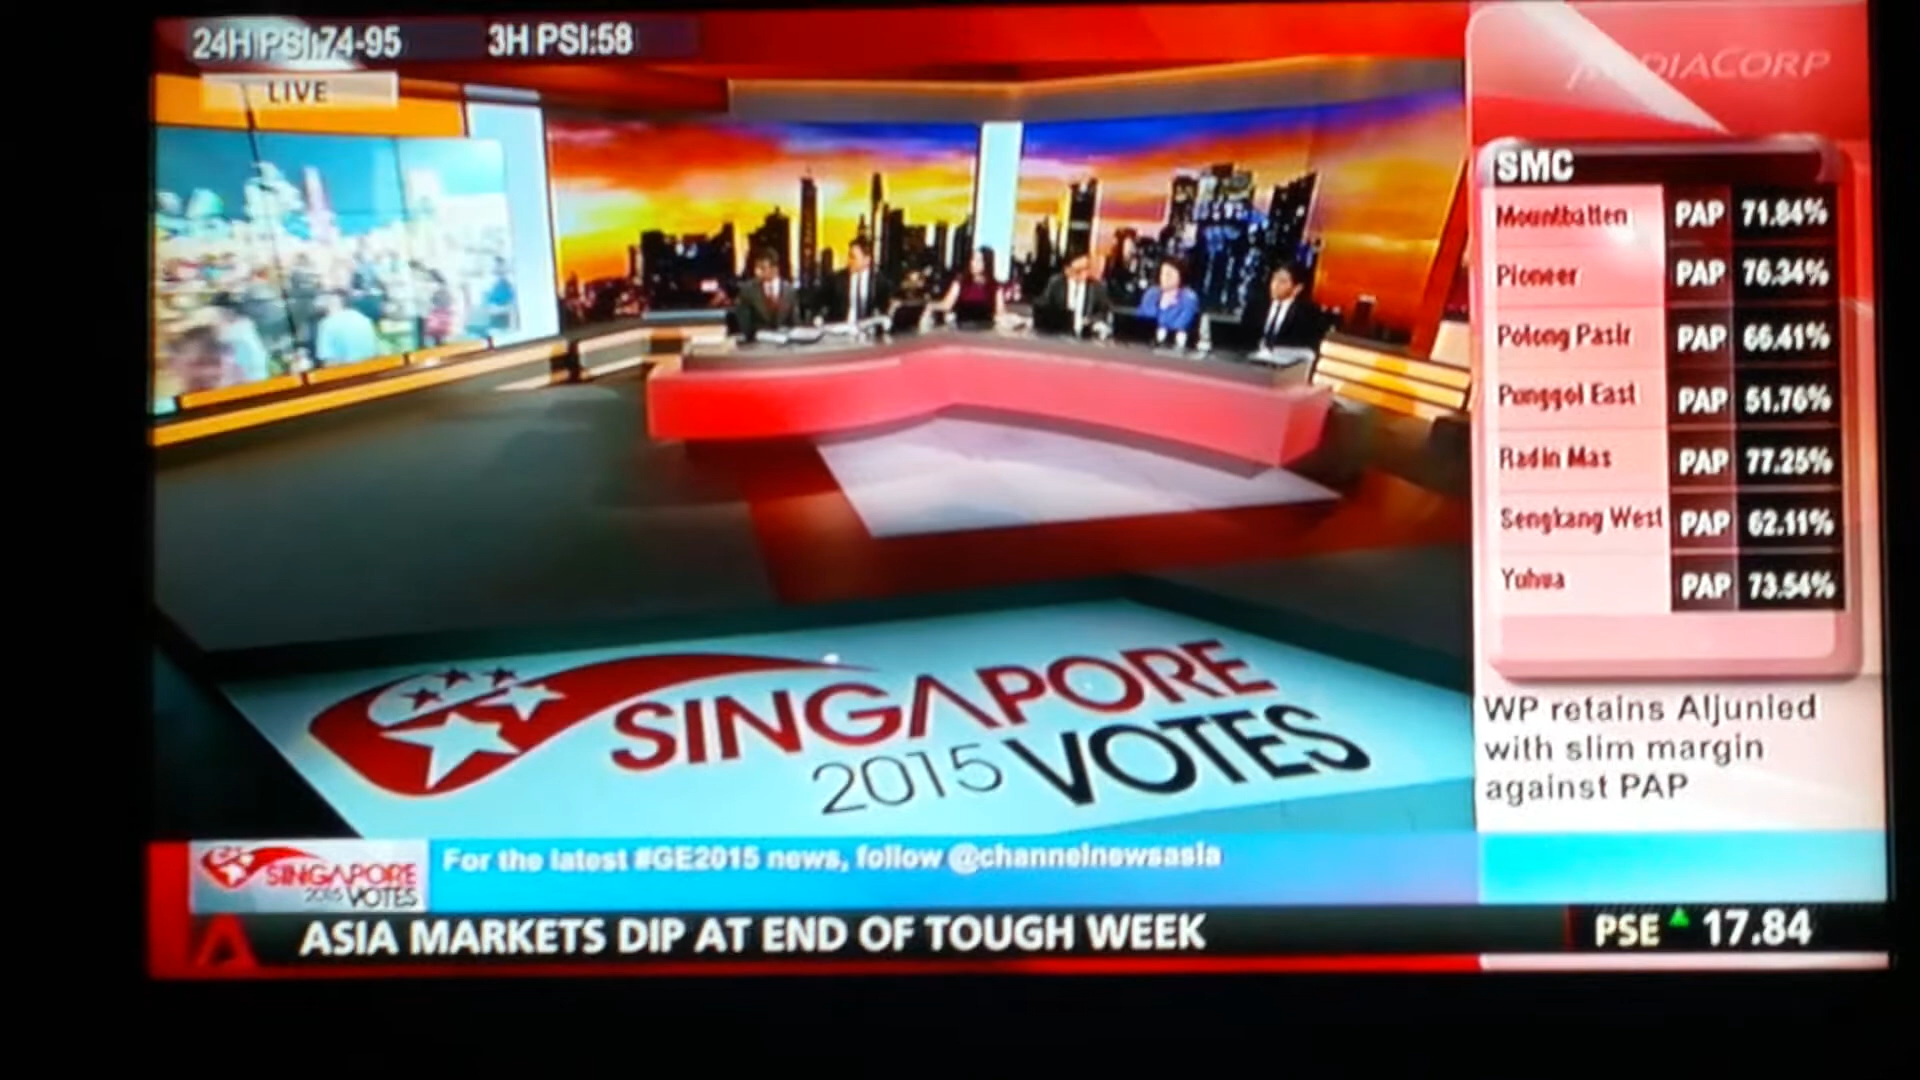 24H PSI:74-95 3H PSI:58
LIVE
MEDIACORP
SMC
Mountbatten PAP 71.84%
Pioneer PAP 76.34%
Potong Pasir PAP 66.41%
Punggol East PAP 51.76%
Radin Mas PAP 77.25%
Sengkang West PAP 62.11%
Yuhua PAP 73.54%
WP retains Aljunied
with slim margin
against PAP
SINGAPORE
2015 VOTES
SINGAPORE
2015 VOTES
For the latest #GE2015 news, follow @channelnewsasia
ASIA MARKETS DIP AT END OF TOUGH WEEK
PSE 17.84